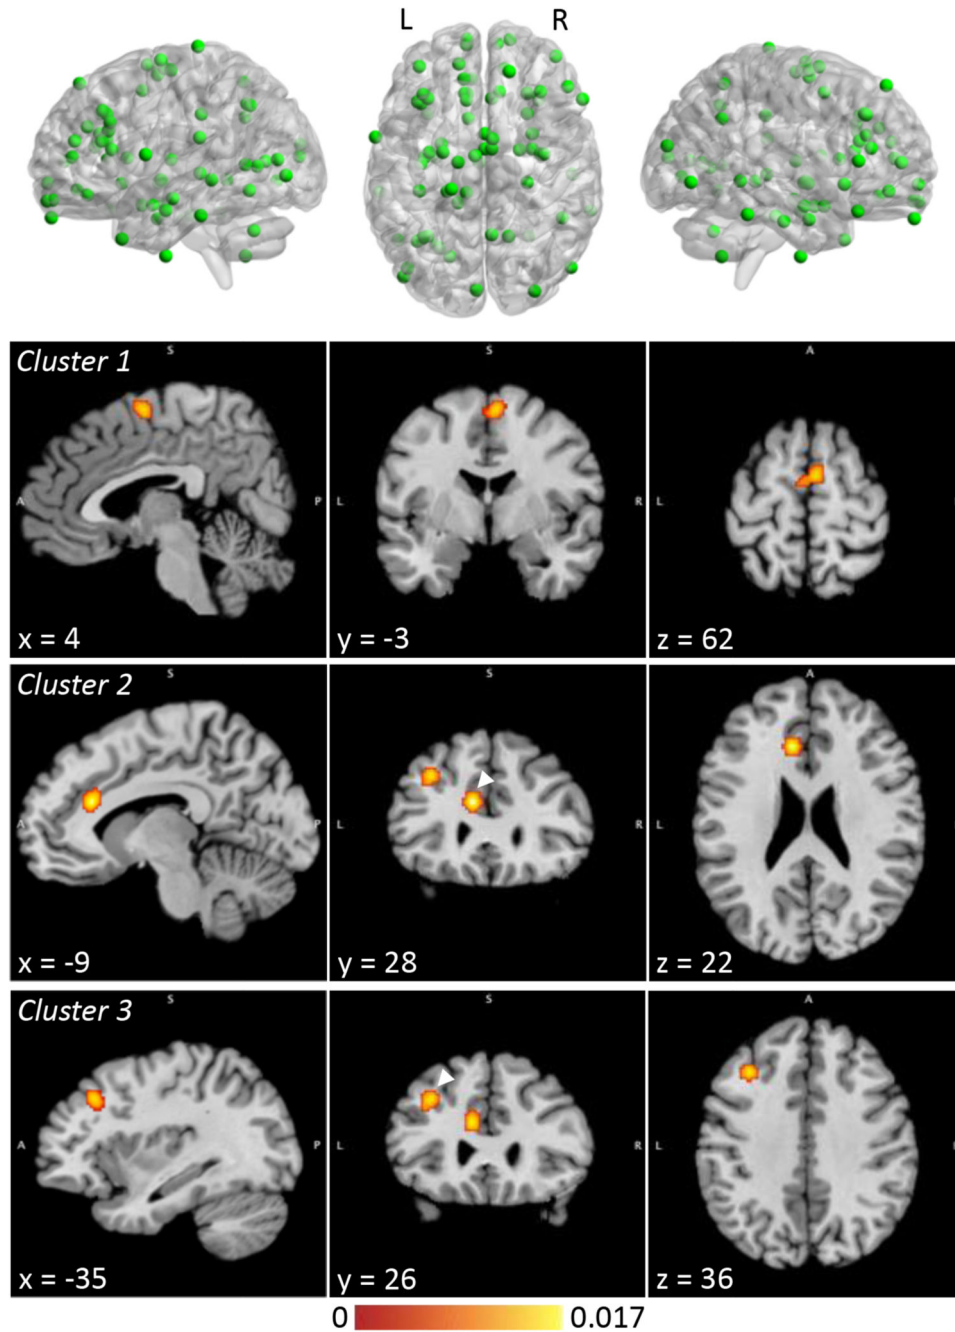 L R
Cluster 1
S S A
A P L R L
x = 4 y = -3 z = 62
Cluster 2
S S A
A P L R L
x = -9 y = 28 z = 22
Cluster 3
S S A
A P L R L
x = -35 y = 26 z = 36
0 0.017